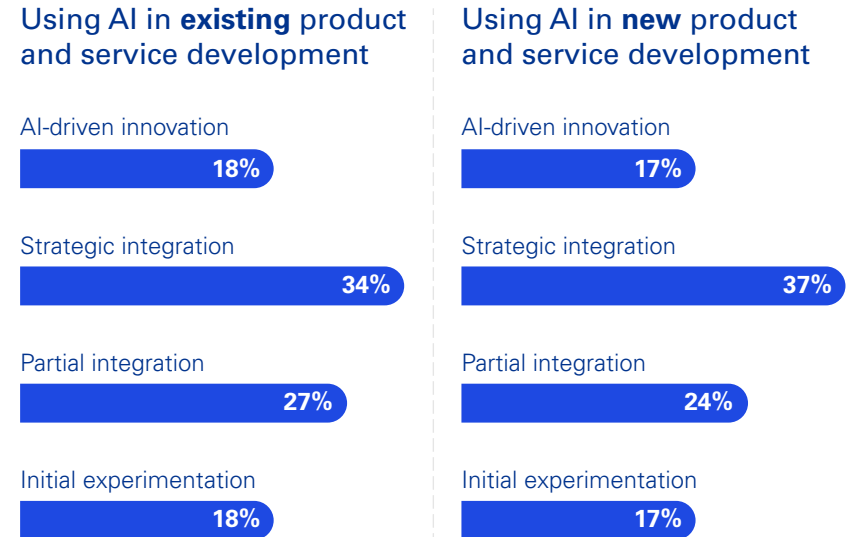 Using AI in existing product
and service development
AI-driven innovation
18%
Strategic integration
34%
Partial integration
27%
Initial experimentation
18%
Using AI in new product
and service development
AI-driven innovation
17%
Strategic integration
37%
Partial integration
24%
Initial experimentation
17%